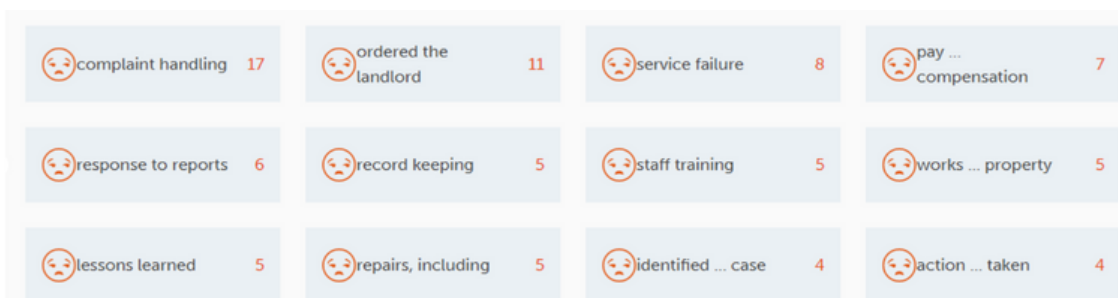 complaint handling 17
ordered the
landlord 11
service failure 8
pay ...
compensation 7
response to reports 6
record keeping 5
staff training 5
works ... property 5
lessons learned 5
repairs, including 5
identified ... case 4
action ... taken 4